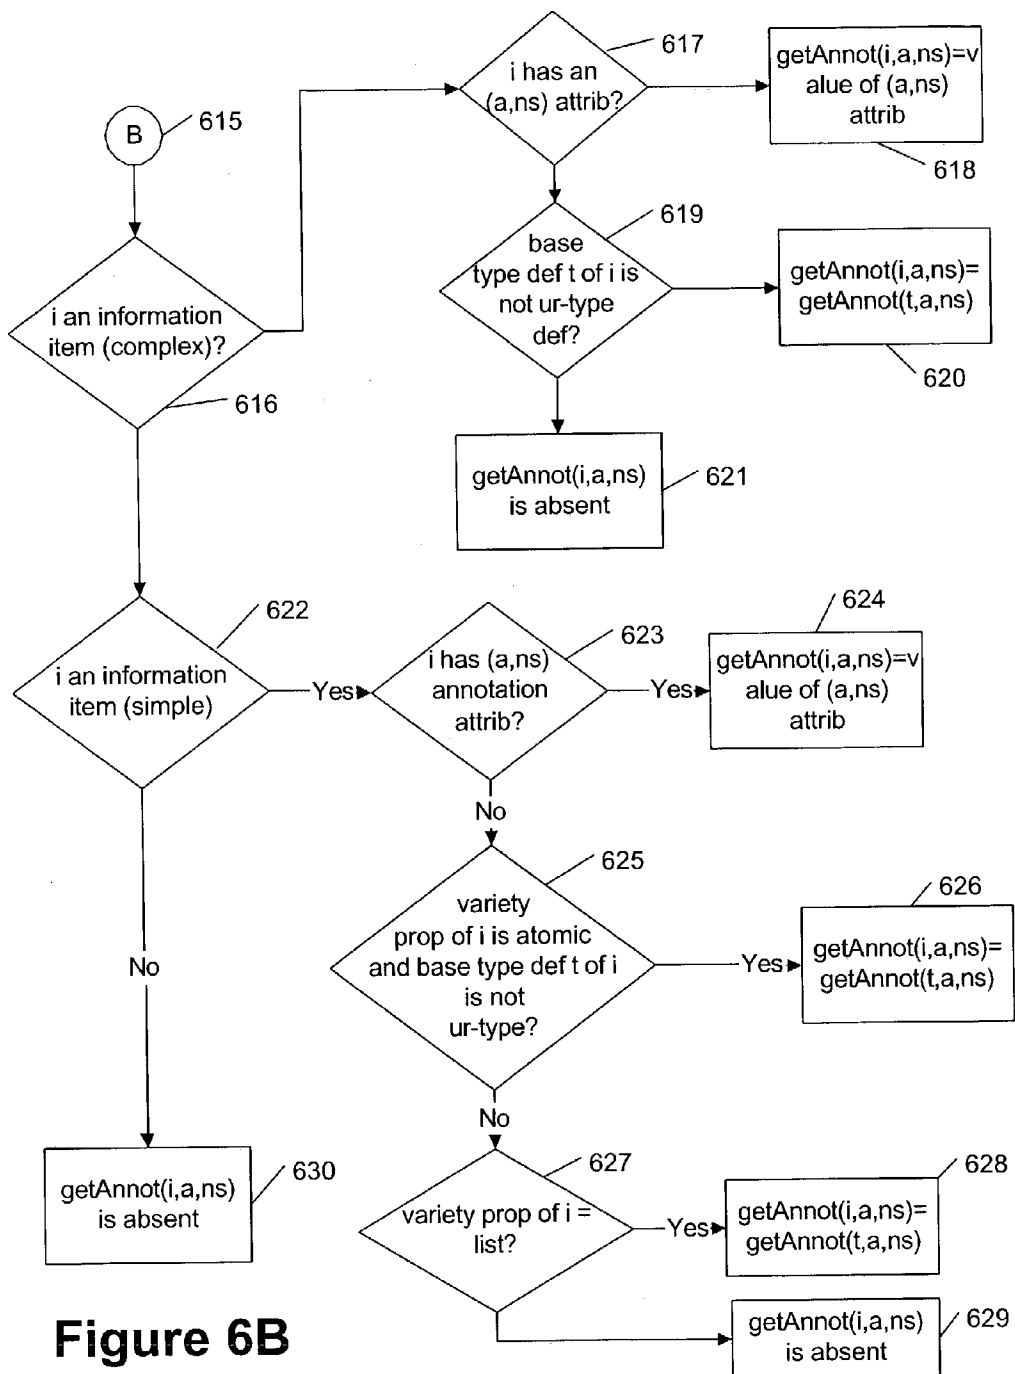 B
615
i an information
item (complex)?
616
i has an
(a,ns) attrib?
617
getAnnot(i,a,ns)=v
alue of (a,ns)
attrib
618
base
type def t of i is
not ur-type
def?
619
getAnnot(i,a,ns)=
getAnnot(t,a,ns)
620
getAnnot(i,a,ns)
is absent
621
i an information
item (simple)
622
Yes
i has (a,ns)
annotation
attrib?
623
Yes
getAnnot(i,a,ns)=v
alue of (a,ns)
attrib
624
No
variety
prop of i is atomic
and base type def t of i
is not
ur-type?
625
Yes
getAnnot(i,a,ns)=
getAnnot(t,a,ns)
626
No
variety prop of i =
list?
627
Yes
getAnnot(i,a,ns)=
getAnnot(t,a,ns)
628
getAnnot(i,a,ns)
is absent
629
No
getAnnot(i,a,ns)
is absent
630
Figure 6B